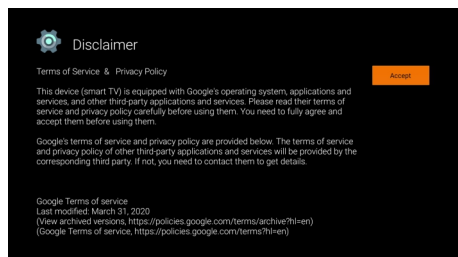 Disclaimer
Terms of Service & Privacy Policy
Accept
This device (smart TV) is equipped with Google's operating system, applications and
services, and other third-party applications and services. Please read their terms of
service and privacy policy carefully before using them. You need to fully agree and
accept them before using them.
Google's terms of service and privacy policy are provided below. The terms of service
and privacy policy of other third-party applications and services will be provided by the
corresponding third party. If not, you need to contact them to get details.
Google Terms of service
Last modified: March 31, 2020
(View archived versions, https://policies.google.com/terms/archive?hl=en)
(Google Terms of service, https://policies.google.com/terms?hl=en)